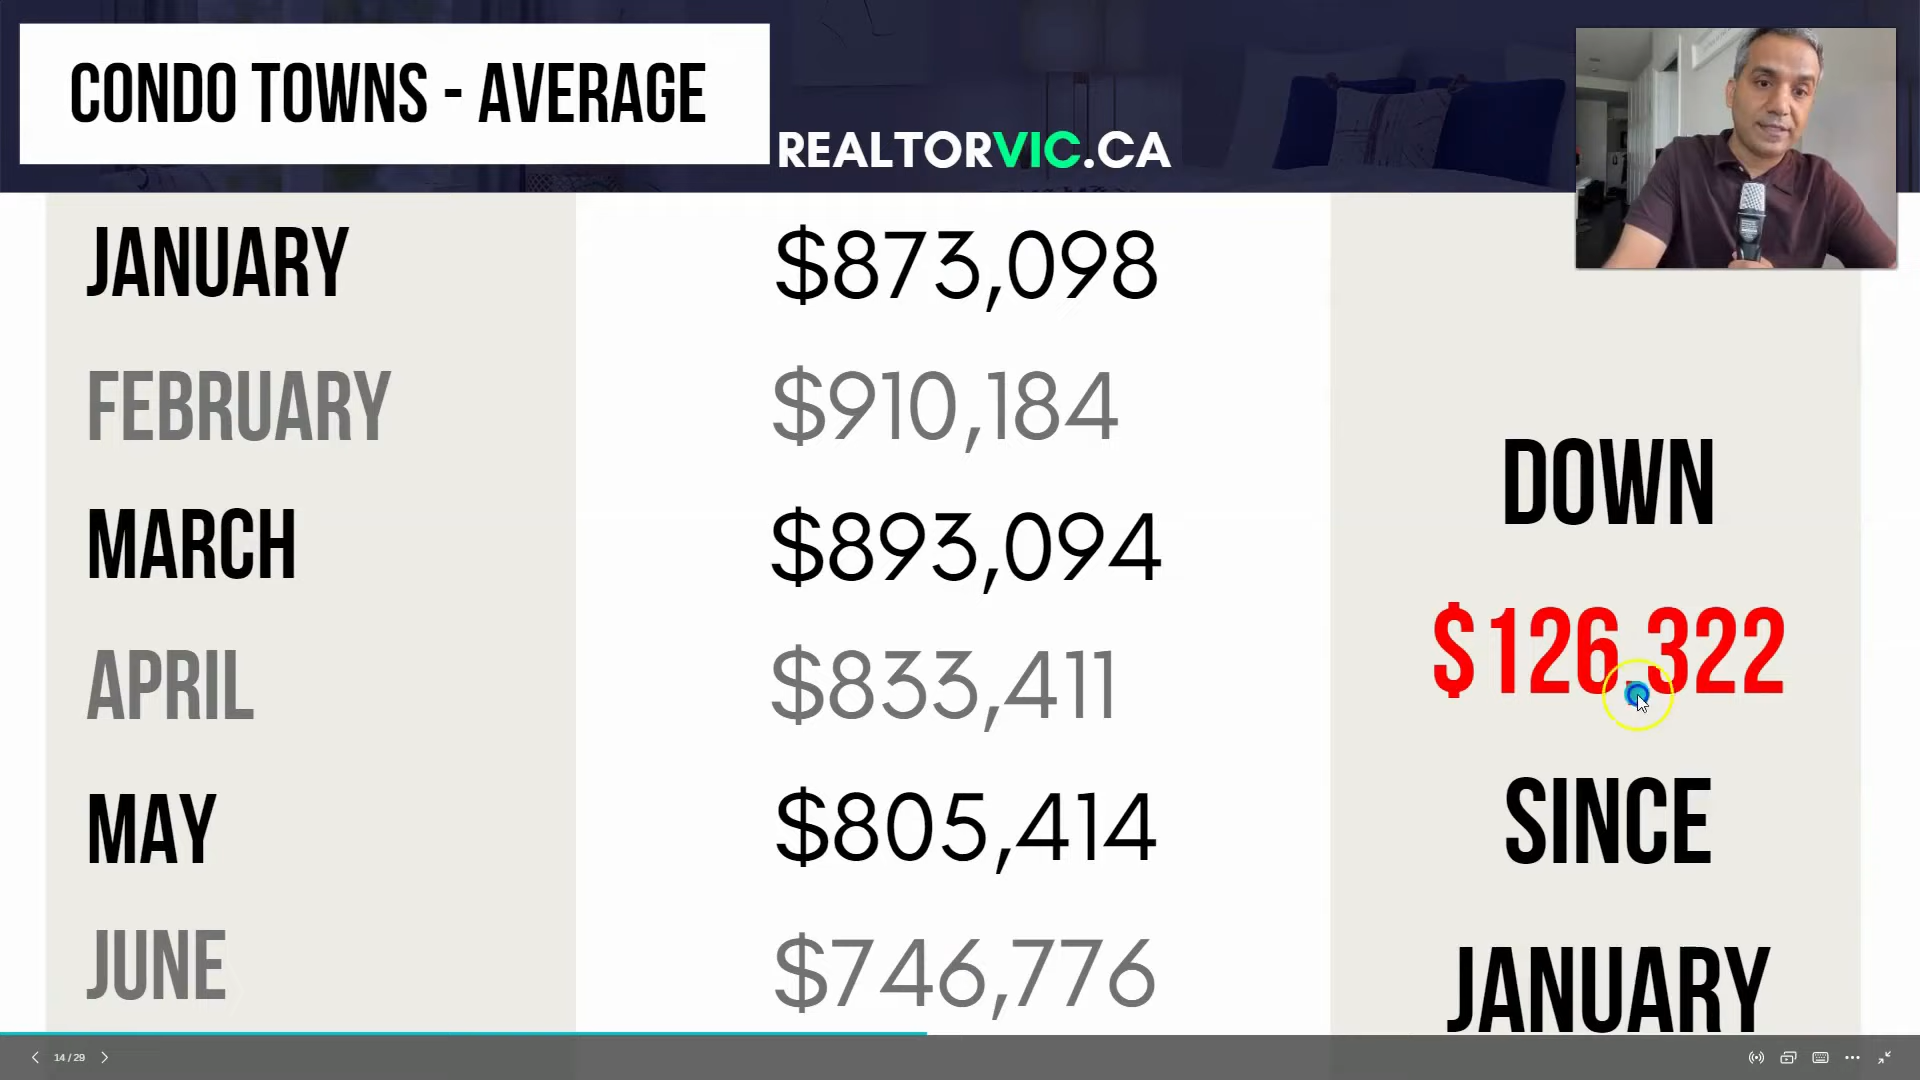 CONDO TOWNS - AVERAGE
REALTORVIC.CA
JANUARY $873,098
FEBRUARY $910,184
MARCH $893,094
APRIL $833,411
MAY $805,414
JUNE $746,776
DOWN
$126,322
SINCE
JANUARY
14 / 29